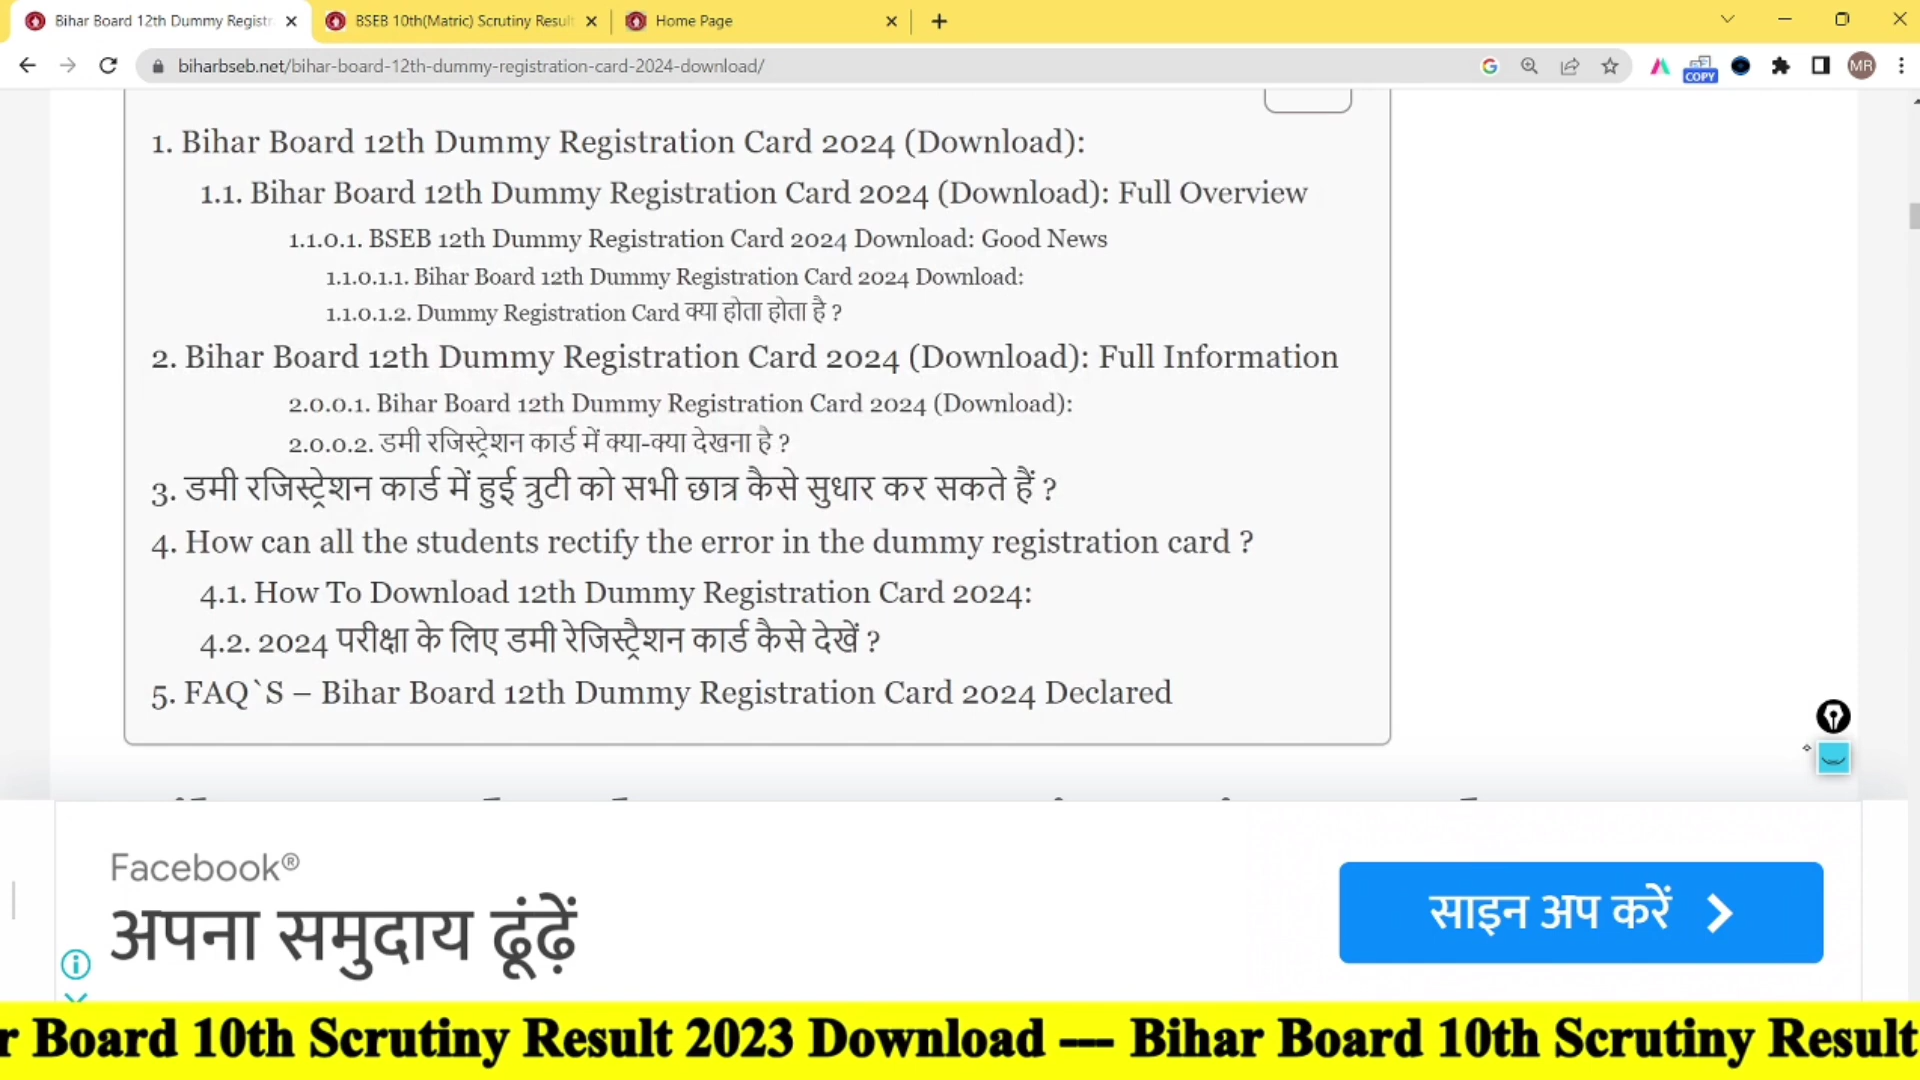 Bihar Board 12th Dummy Registr
BSEB 10th(Matric) Scrutiny Result
Home Page
biharbseb.net/bihar-board-12th-dummy-registration-card-2024-download/
COPY
MR
1. Bihar Board 12th Dummy Registration Card 2024 (Download):
1.1. Bihar Board 12th Dummy Registration Card 2024 (Download): Full Overview
1.1.0.1. BSEB 12th Dummy Registration Card 2024 Download: Good News
1.1.0.1.1. Bihar Board 12th Dummy Registration Card 2024 Download:
1.1.0.1.2. Dummy Registration Card क्या होता होता है ?
2. Bihar Board 12th Dummy Registration Card 2024 (Download): Full Information
2.0.0.1. Bihar Board 12th Dummy Registration Card 2024 (Download):
2.0.0.2. डमी रजिस्ट्रेशन कार्ड में क्या-क्या देखना है ?
3. डमी रजिस्ट्रेशन कार्ड में हुई त्रुटी को सभी छात्र कैसे सुधार कर सकते हैं ?
4. How can all the students rectify the error in the dummy registration card ?
4.1. How To Download 12th Dummy Registration Card 2024:
4.2. 2024 परीक्षा के लिए डमी रेजिस्ट्रैशन कार्ड कैसे देखें ?
5. FAQ`S – Bihar Board 12th Dummy Registration Card 2024 Declared
Facebook®
अपना समुदाय ढूंढ़ें
साइन अप करें
r Board 10th Scrutiny Result 2023 Download --- Bihar Board 10th Scrutiny Result